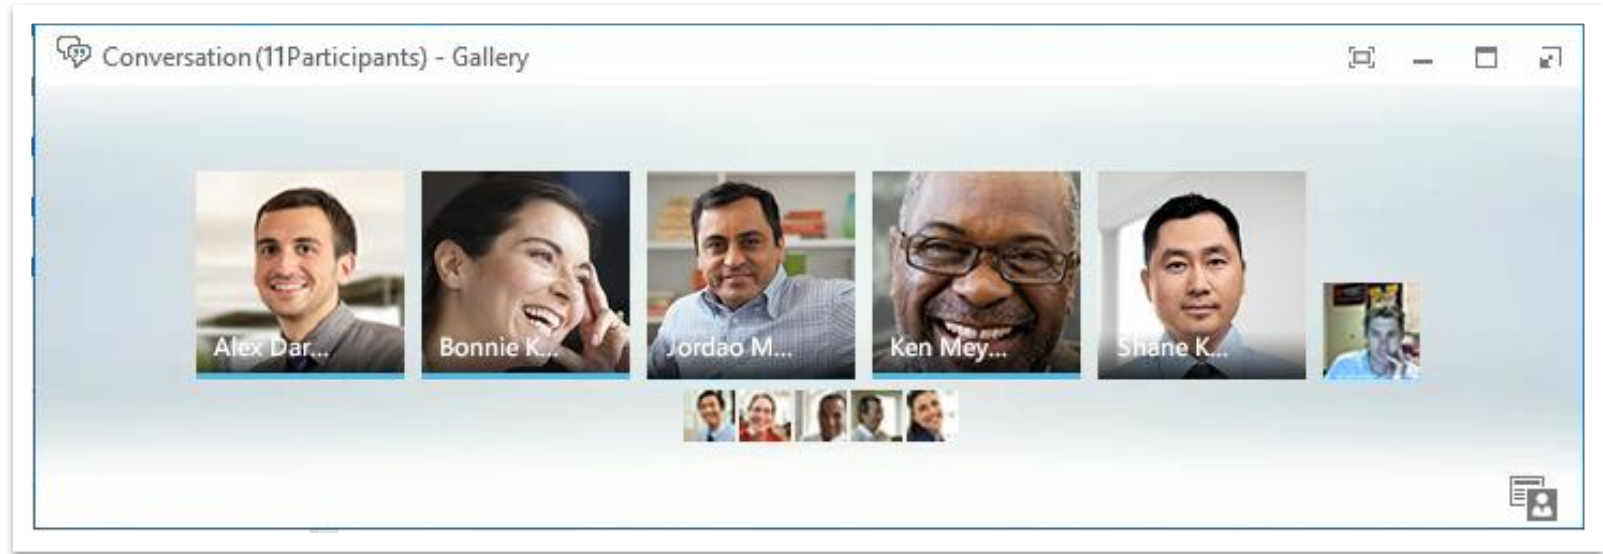 Conversation (11Participants) - Gallery
Alex Dar...
Bonnie K...
Jordao M...
Ken Mey...
Shane K...